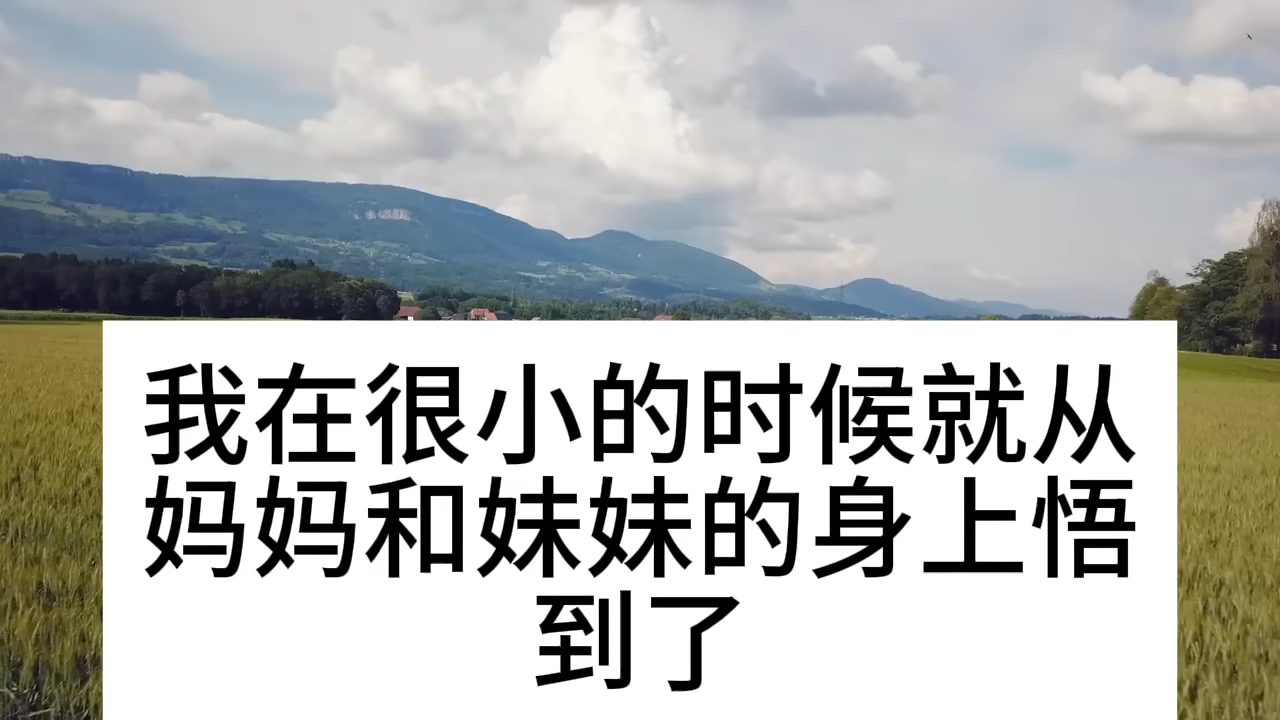 我在很小的时候就从
妈妈和妹妹的身上悟
到了